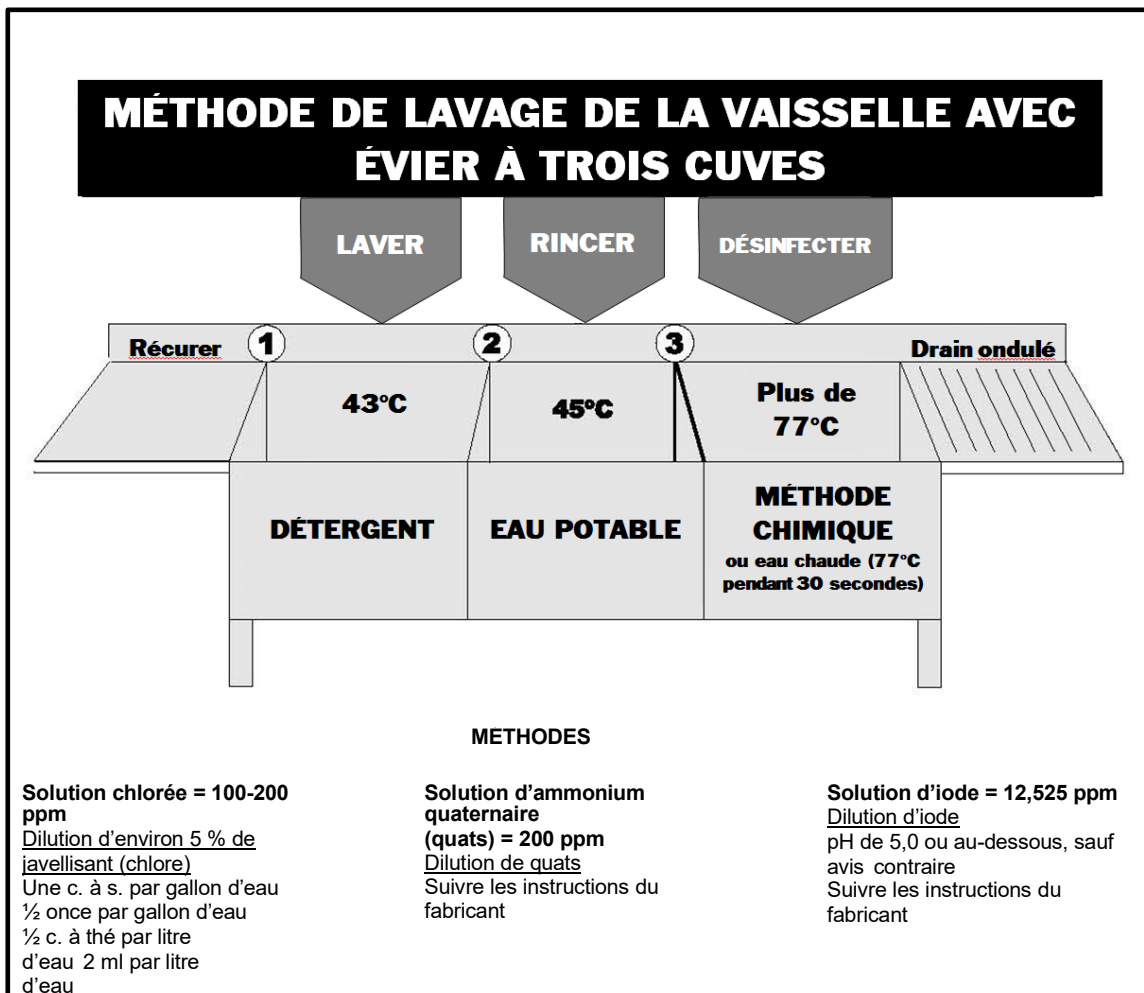 MÉTHODE DE LAVAGE DE LA VAISSELLE AVEC
ÉVIER À TROIS CUVES
LAVER
RINCER
DÉSINFECTER
Récurer
1
2
3
Drain ondulé
43°C
45°C
Plus de
77°C
DÉTERGENT
EAU POTABLE
MÉTHODE
CHIMIQUE
ou eau chaude (77°C
pendant 30 secondes)
MÉTHODES
Solution chlorée = 100-200
ppm
Dilution d'environ 5 % de
javellisant (chlore)
Une c. à s. par gallon d'eau
½ once par gallon d'eau
½ c. à thé par litre
d'eau 2 ml par litre
d'eau
Solution d'ammonium
quaternaire
(quats) = 200 ppm
Dilution de quats
Suivre les instructions du
fabricant
Solution d'iode = 12,525 ppm
Dilution d'iode
pH de 5,0 ou au-dessous, sauf
avis contraire
Suivre les instructions du
fabricant